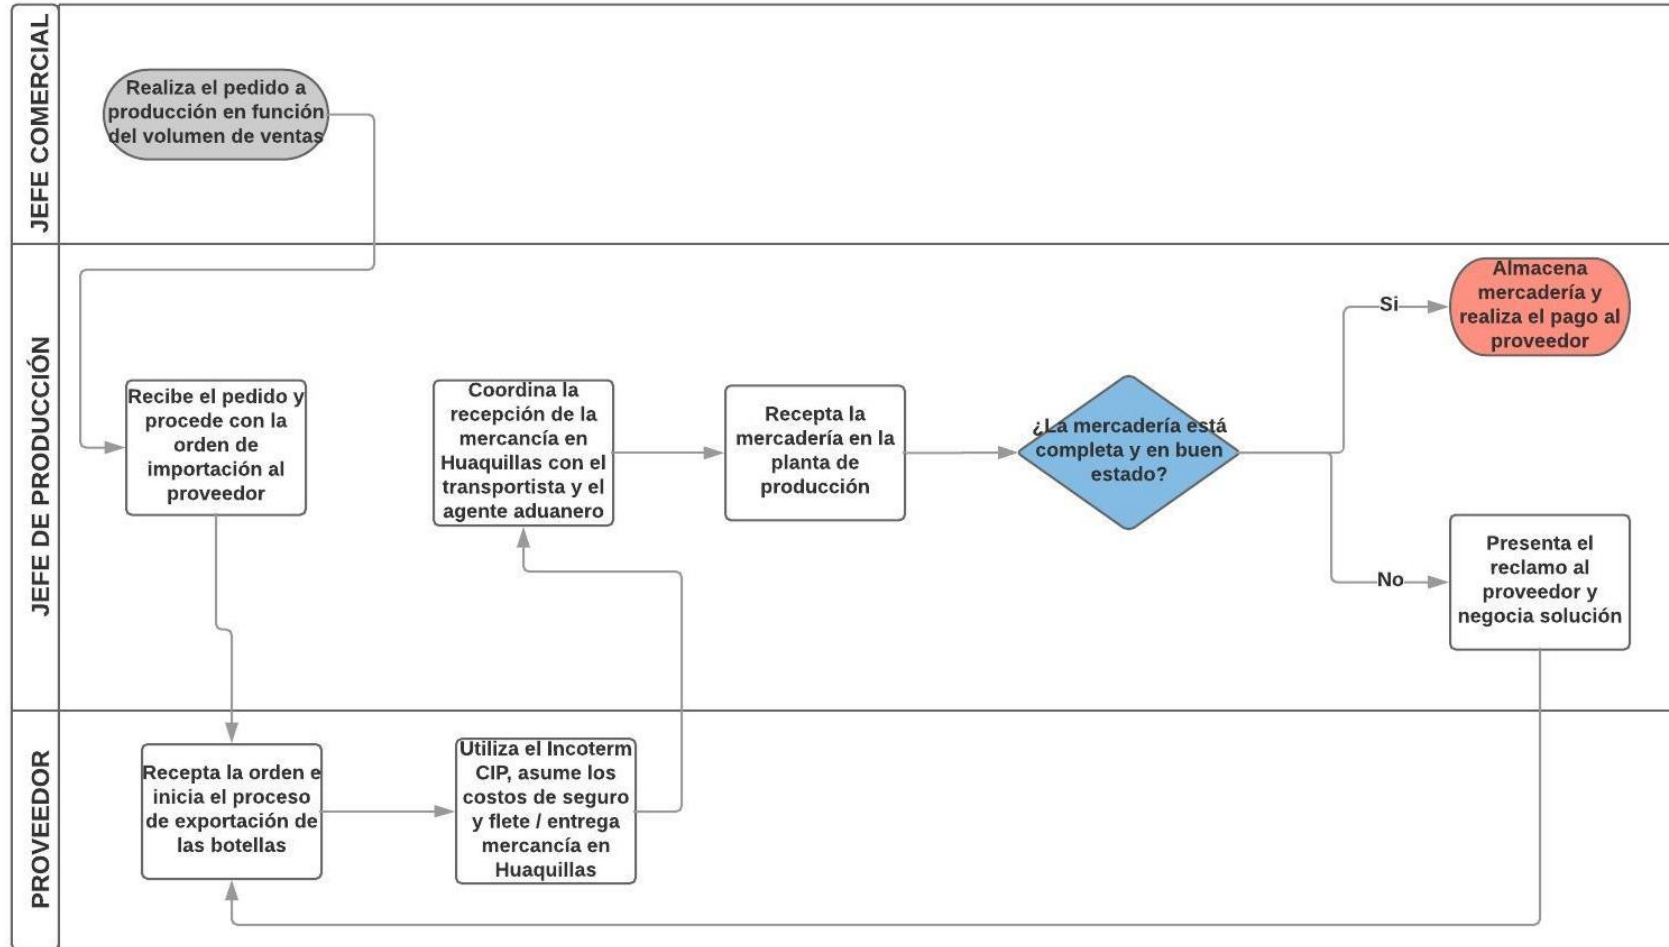 JEFE COMERCIAL
Realiza el pedido a
producción en función
del volumen de ventas
JEFE DE PRODUCCIÓN
Recibe el pedido y
procede con la
orden de
importación al
proveedor
Coordina la
recepción de la
mercancía en
Huaquillas con el
transportista y el
agente aduanero
Recepta la
mercadería en la
planta de
producción
¿La mercadería está
completa y en buen
estado?
Si
Almacena
mercadería y
realiza el pago al
proveedor
No
Presenta el
reclamo al
proveedor y
negocia solución
PROVEEDOR
Recepta la orden e
inicia el proceso
de exportación de
las botellas
Utiliza el Incoterm
CIP, asume los
costos de seguro
y flete / entrega
mercancía en
Huaquillas